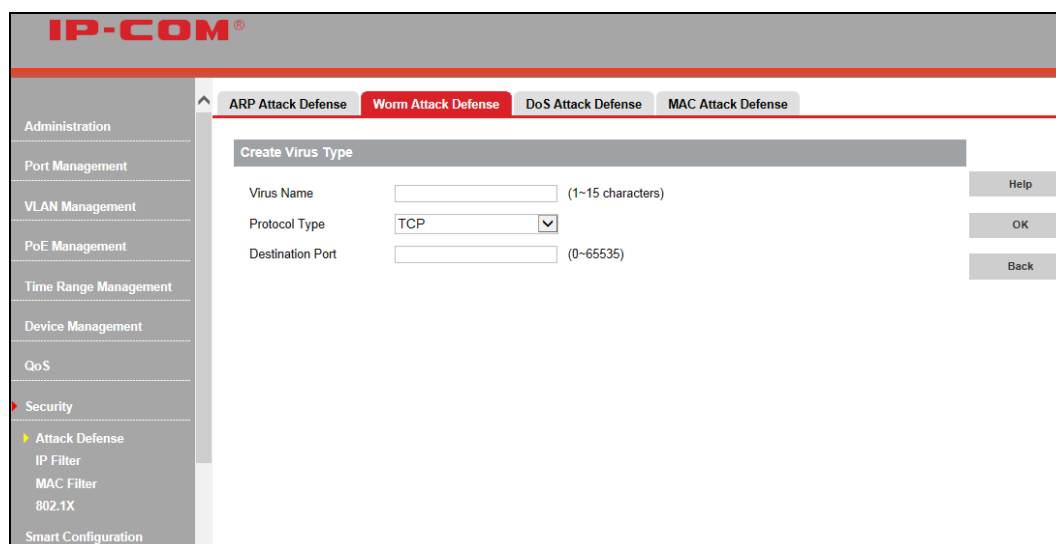 IP-COM®
Administration
Port Management
VLAN Management
PoE Management
Time Range Management
Device Management
QoS
Security
Attack Defense
IP Filter
MAC Filter
802.1X
Smart Configuration
ARP Attack Defense
Worm Attack Defense
DoS Attack Defense
MAC Attack Defense
Create Virus Type
Virus Name (1~15 characters)
Protocol Type TCP
Destination Port (0~65535)
Help
OK
Back